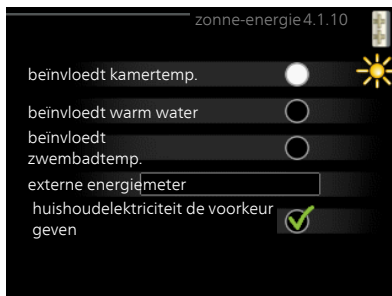 zonne-energie 4.1.10
beïnvloedt kamertemp.
beïnvloedt warm water
beïnvloedt
zwembadtemp.
externe energiemeter
huishoudelektriciteit de voorkeur
geven